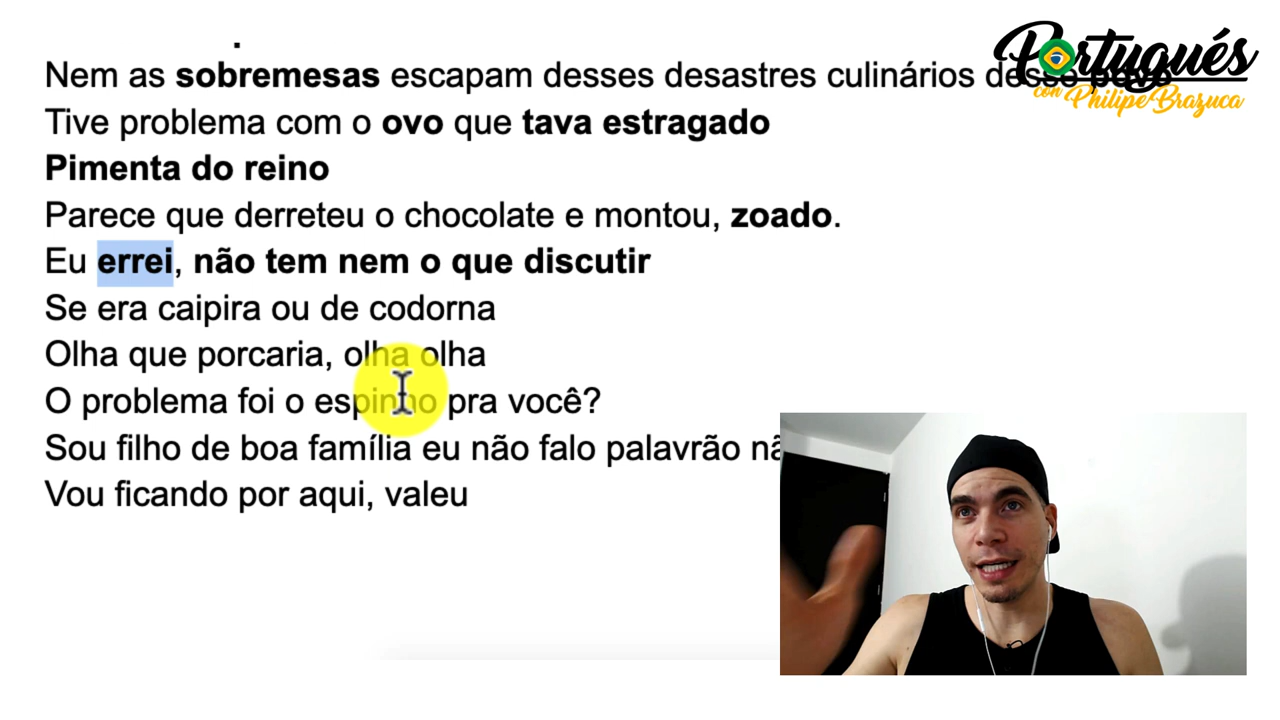 Portugués
con PhilipeBrazuca
Nem as sobremesas escapam desses desastres culinários desse povo
Tive problema com o ovo que tava estragado
Pimenta do reino
Parece que derreteu o chocolate e montou, zoado.
Eu errei, não tem nem o que discutir
Se era caipira ou de codorna
Olha que porcaria, olha olha
O problema foi o espinho pra você?
Sou filho de boa família eu não falo palavrão
Vou ficando por aqui, valeu